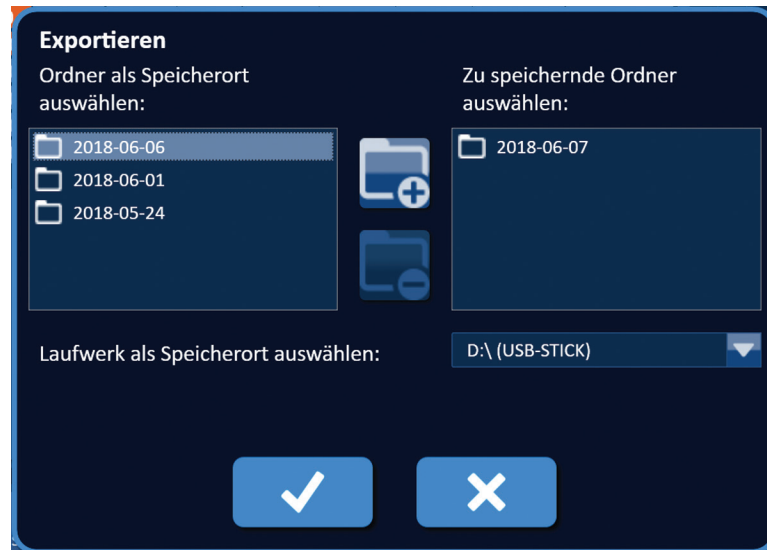 Exportieren
Ordner als Speicherort
auswählen:
Zu speichernde Ordner
auswählen:
2018-06-06
2018-06-01
2018-05-24
2018-06-07
Laufwerk als Speicherort auswählen:
D:\ (USB-STICK)